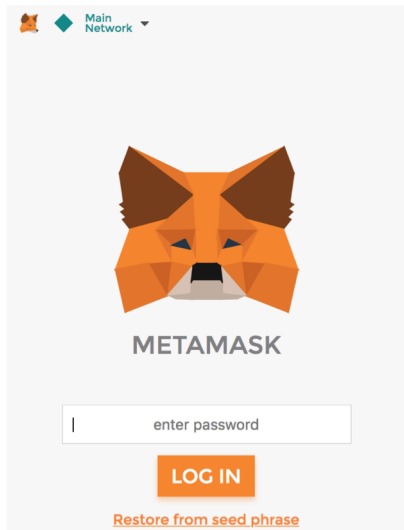 Main
Network
METAMASK
enter password
LOG IN
Restore from seed phrase